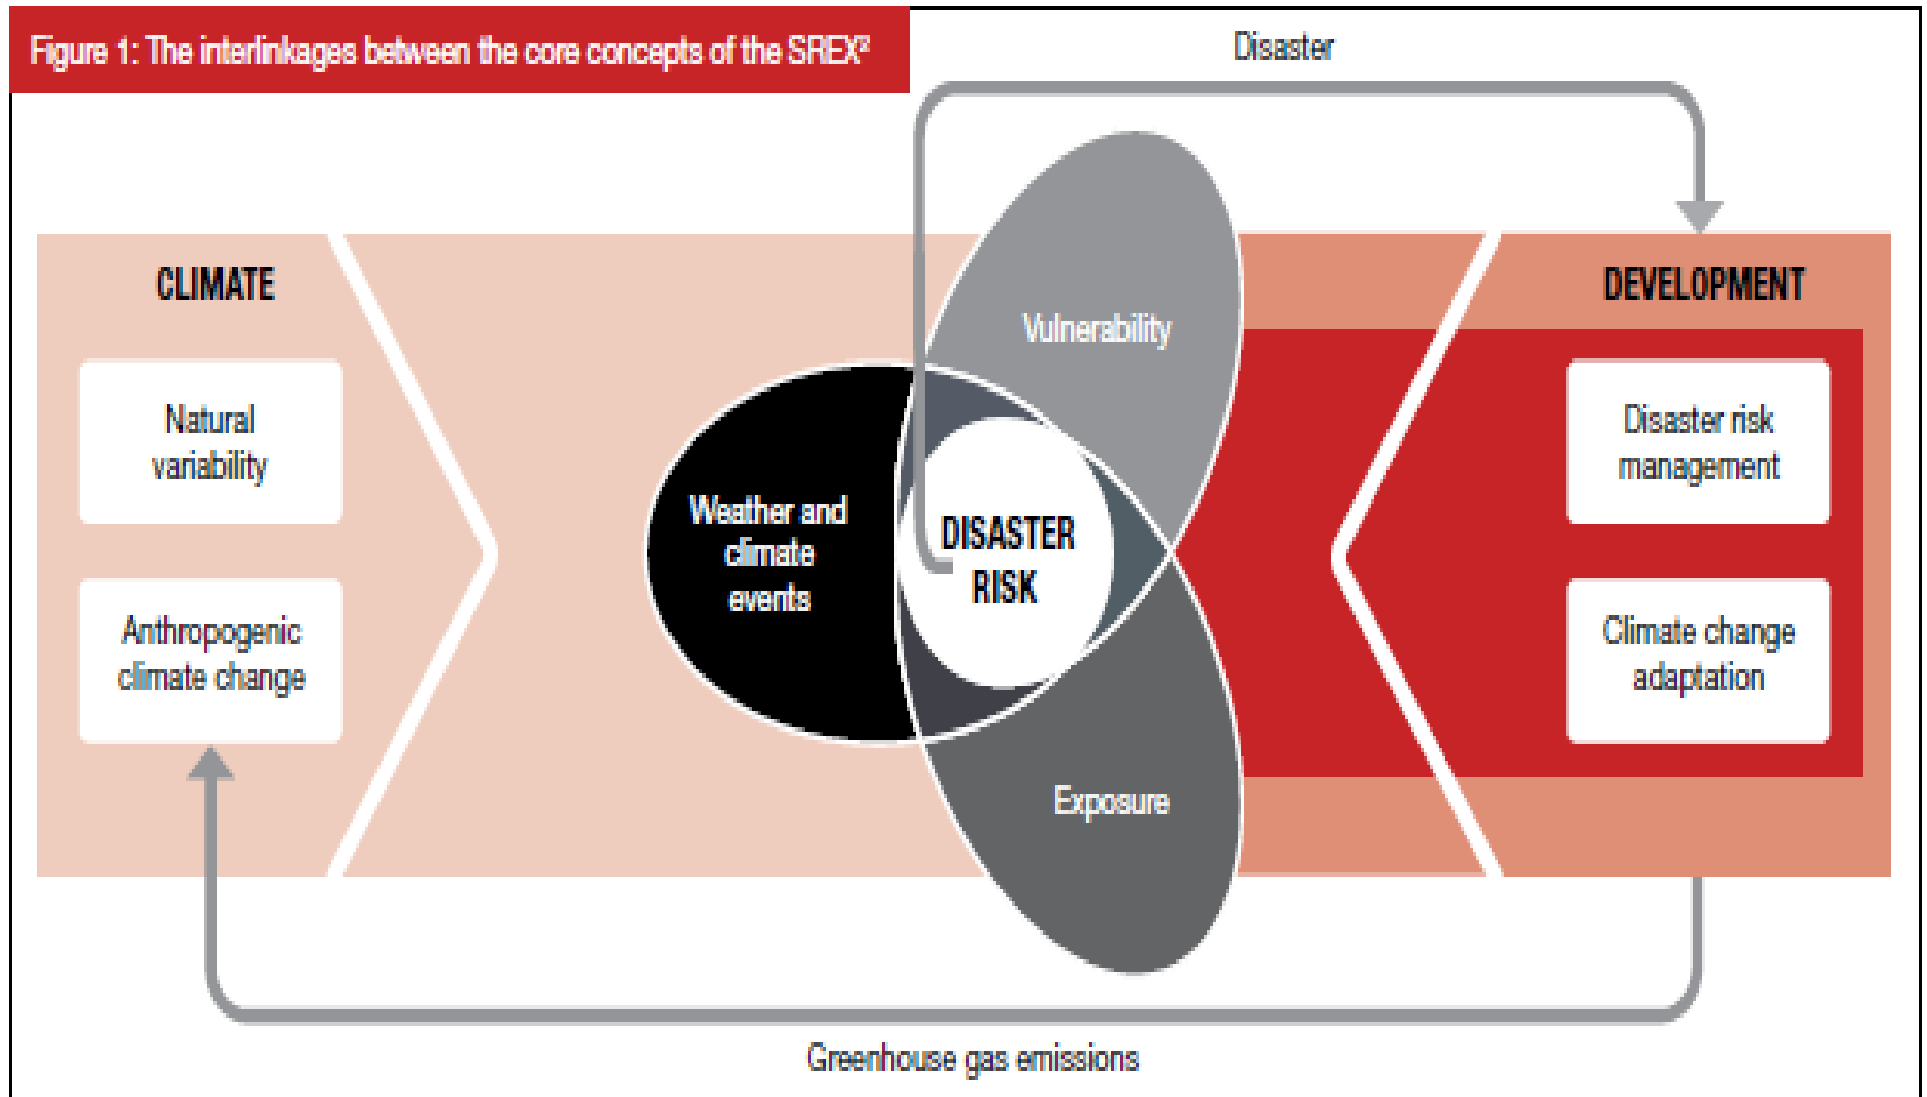 Figure 1: The interlinkages between the core concepts of the SREX²
Disaster
CLIMATE
Natural
variability
Anthropogenic
climate change
Weather and
climate
events
Vulnerability
DISASTER
RISK
Exposure
DEVELOPMENT
Disaster risk
management
Climate change
adaptation
Greenhouse gas emissions